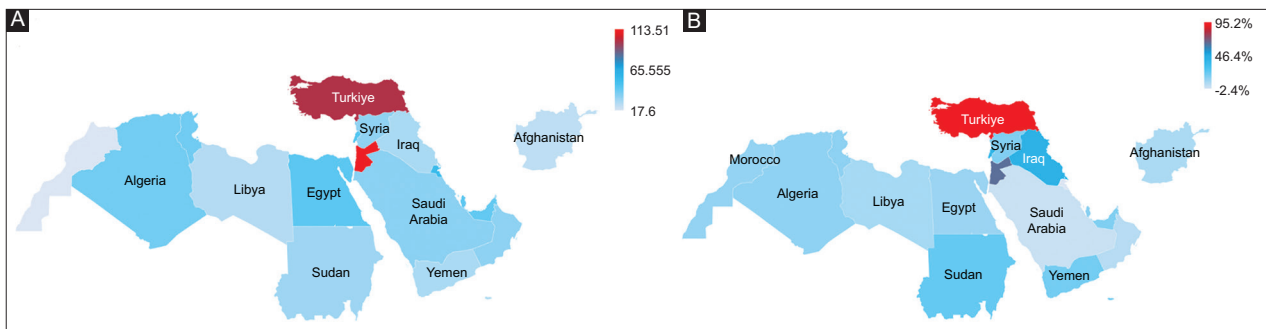 A
113.51
65.555
17.6
Turkiye
Syria
Iraq
Afghanistan
Algeria
Libya
Egypt
Saudi
Arabia
Sudan
Yemen
B
95.2%
46.4%
-2.4%
Turkiye
Syria
Iraq
Afghanistan
Morocco
Algeria
Libya
Egypt
Saudi
Arabia
Sudan
Yemen